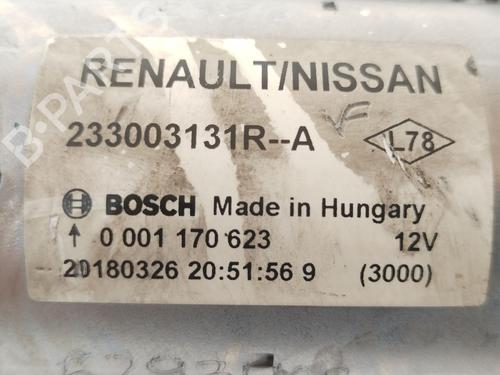 RENAULT/NISSAN
233003131R--A VF L78
BOSCH Made in Hungary
↑ 0 001 170 623 12V
20180326 20:51:56 9 (3000)